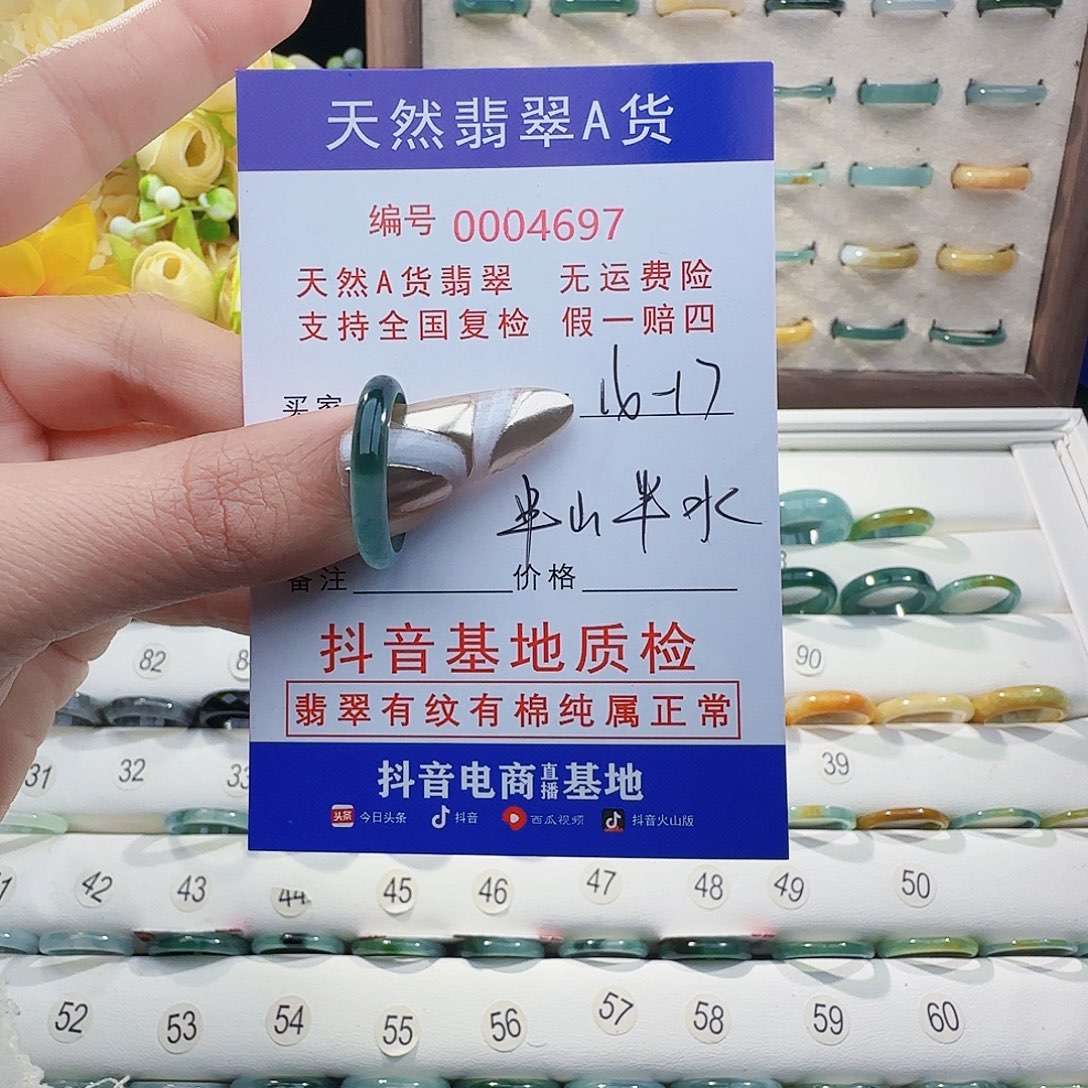 天然翡翠A货
编号 0004697
天然A货翡翠 无运费险
支持全国复检 假一赔四
买家 16-17
半山半水
备注 价格
抖音基地质检
翡翠有纹有棉纯属正常
抖音电商直播基地
头条 今日头条 抖音 西瓜视频 抖音火山版
82 90
31 32 33 39
42 43 44 45 46 47 48 49 50
52 53 54 55 56 57 58 59 60